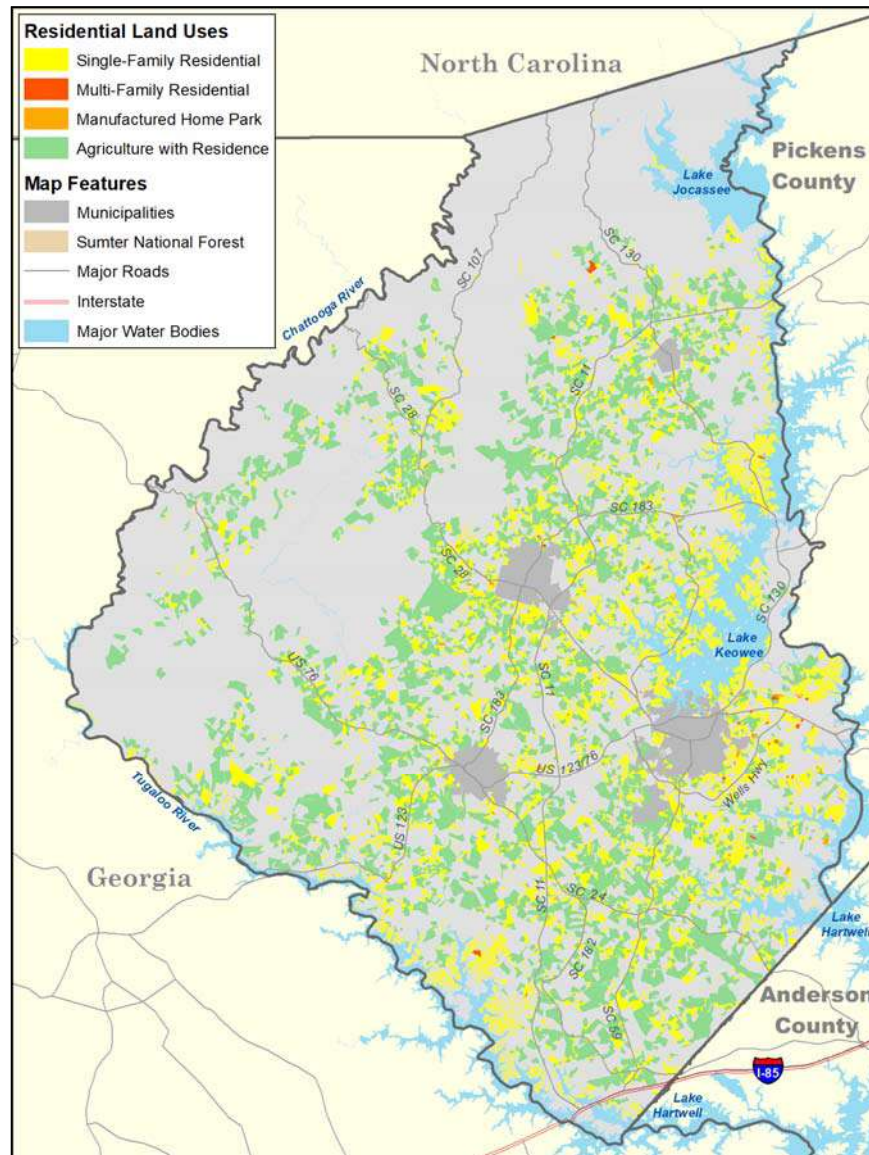 Residential Land Uses
Single-Family Residential
Multi-Family Residential
Manufactured Home Park
Agriculture with Residence
Map Features
Municipalities
Sumter National Forest
Major Roads
Interstate
Major Water Bodies
North Carolina
Pickens
County
Lake
Jocassee
SC 130
SC 107
Chattooga River
SC 11
SC 28
SC 183
SC 28
SC 130
Lake
Keowee
US 76
SC 11
SC 183
US 123/76
Wells Hwy
Tugaloo River
US 123
Georgia
SC 24
SC 11
SC 182
Lake
Hartwell
SC 59
Anderson
County
I-85
Lake
Hartwell